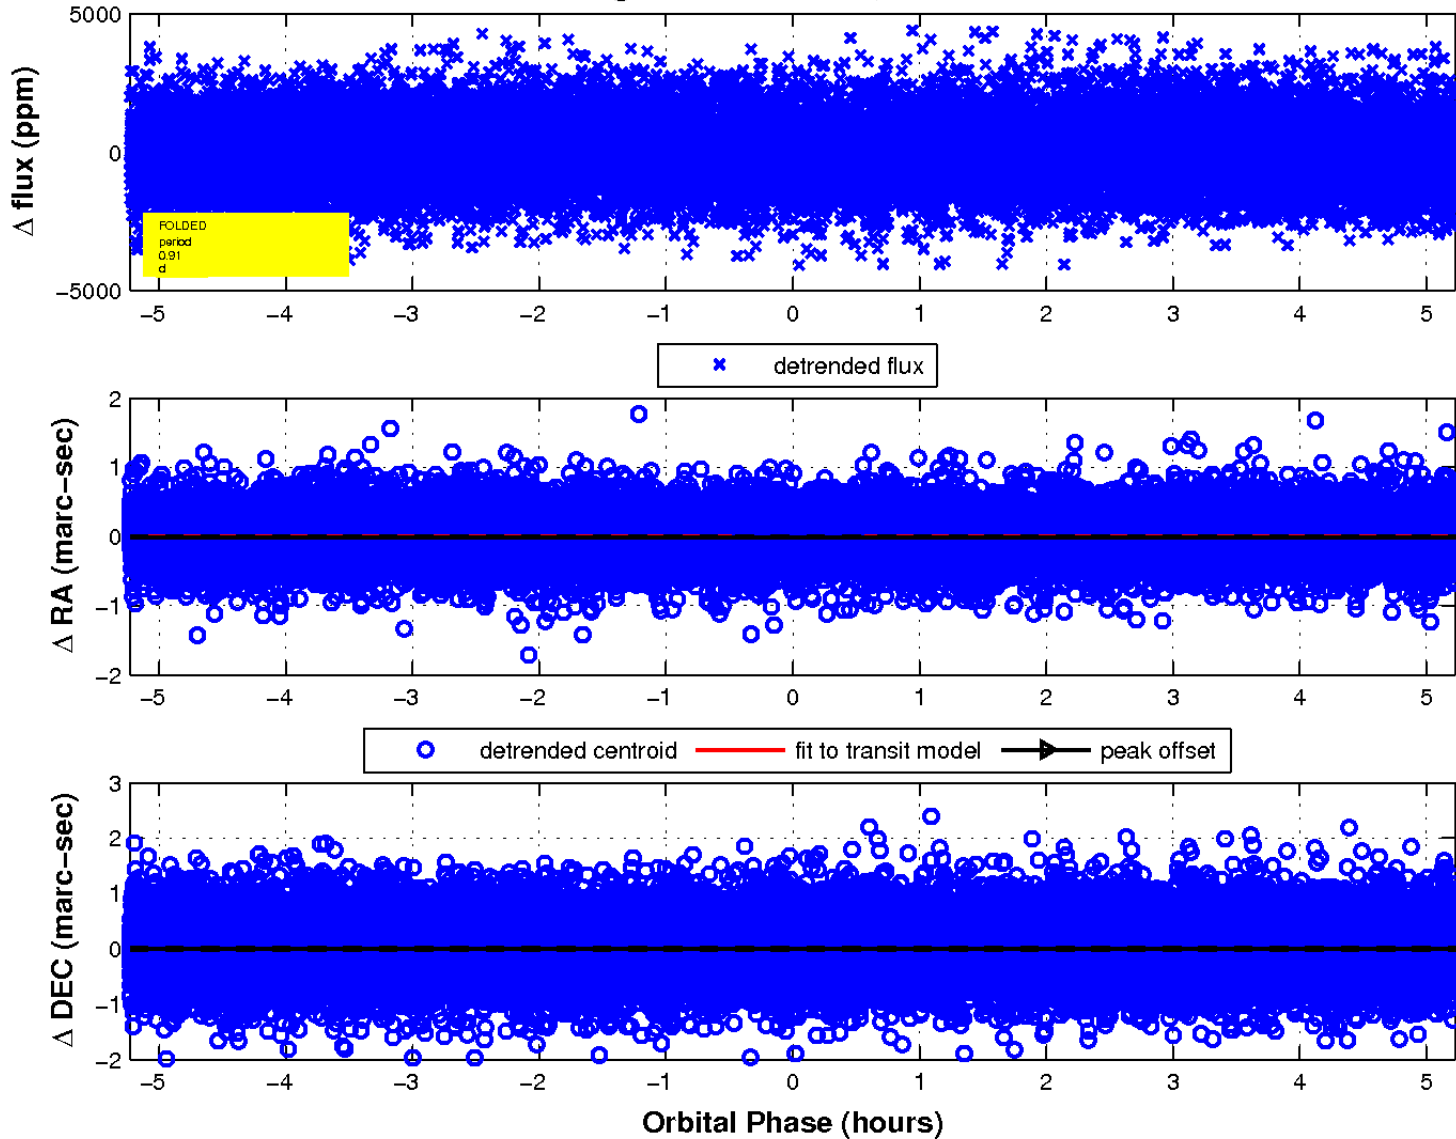 5000
0
−5000
Δ flux (ppm)
FOLDED
period
0.91
d
−5 −4 −3 −2 −1 0 1 2 3 4 5
detrended flux
2
1
0
−1
−2
Δ RA (marc−sec)
−5 −4 −3 −2 −1 0 1 2 3 4 5
detrended centroid fit to transit model peak offset
3
2
1
0
−1
−2
Δ DEC (marc−sec)
−5 −4 −3 −2 −1 0 1 2 3 4 5
Orbital Phase (hours)